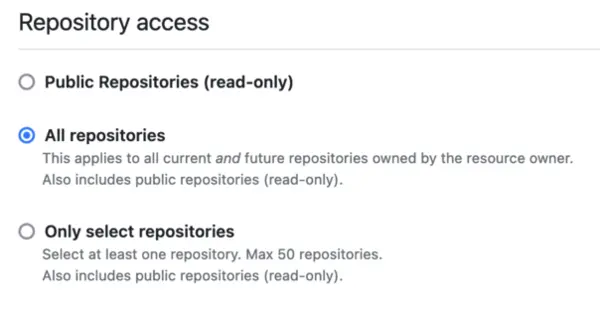 Repository access
Public Repositories (read-only)
All repositories
This applies to all current and future repositories owned by the resource owner.
Also includes public repositories (read-only).
Only select repositories
Select at least one repository. Max 50 repositories.
Also includes public repositories (read-only).